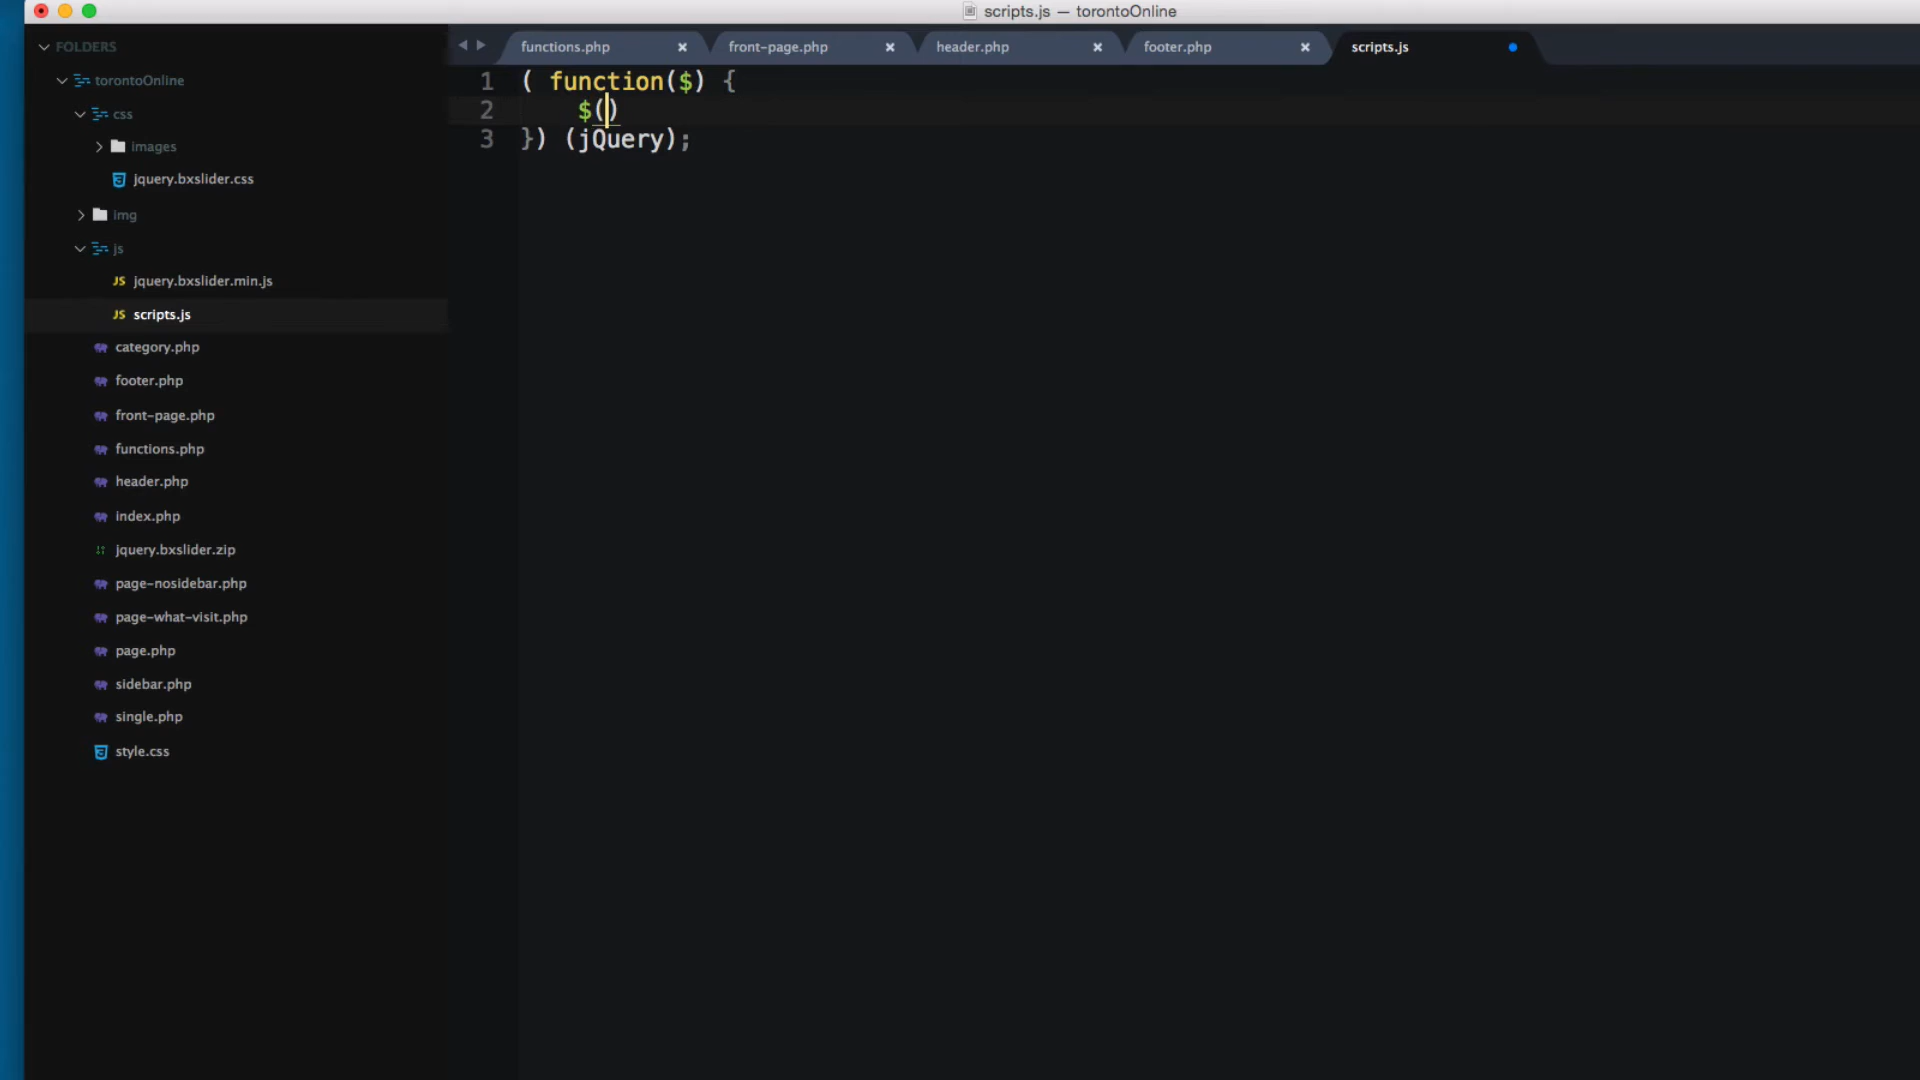 scripts.js — torontoOnline
FOLDERS
torontoOnline
css
images
jquery.bxslider.css
img
js
JS jquery.bxslider.min.js
JS scripts.js
category.php
footer.php
front-page.php
functions.php
header.php
index.php
jquery.bxslider.zip
page-nosidebar.php
page-what-visit.php
page.php
sidebar.php
single.php
style.css
functions.php front-page.php header.php footer.php scripts.js
1 ( function($) {
2 $()
3 }) (jQuery);